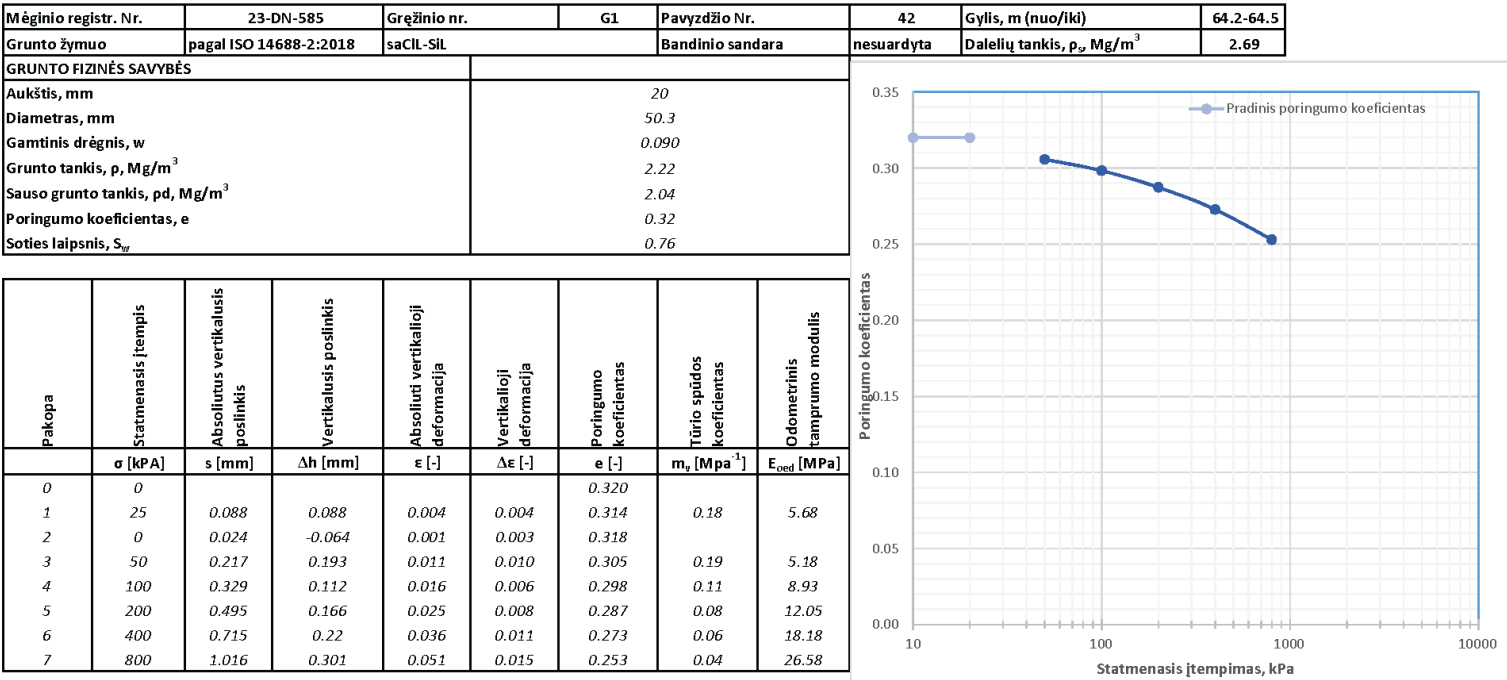 Mėginio registr. Nr. 23-DN-585 Gręžinio nr. G1 Pavyzdžio Nr. 42 Gylis, m (nuo/iki) 64.2-64.5
Grunto žymuo pagal ISO 14688-2:2018 saClL-SiL Bandinio sandara nesuardyta Dalelių tankis, ρs, Mg/m³ 2.69
GRUNTO FIZINĖS SAVYBĖS
Aukštis, mm 20
Diametras, mm 50.3
Gamtinis drėgnis, w 0.090
Grunto tankis, ρ, Mg/m³ 2.22
Sauso grunto tankis, ρd, Mg/m³ 2.04
Poringumo koeficientas, e 0.32
Soties laipsnis, Sw 0.76
Pakopa
Statmenasis įtempis
Absoliutus vertikalusis
poslinkis
Vertikalusis poslinkis
Absoliuti vertikalioji
deformacija
Vertikalioji
deformacija
Poringumo
koeficientas
Tūrio spūdos
koeficientas
Odometrinis
tamprumo modulis
σ [kPA] s [mm] Δh [mm] ε [-] Δε [-] e [-] mv [Mpa⁻¹] Eoed [MPa]
0 0 0.320
1 25 0.088 0.088 0.004 0.004 0.314 0.18 5.68
2 0 0.024 -0.064 0.001 0.003 0.318
3 50 0.217 0.193 0.011 0.010 0.305 0.19 5.18
4 100 0.329 0.112 0.016 0.006 0.298 0.11 8.93
5 200 0.495 0.166 0.025 0.008 0.287 0.08 12.05
6 400 0.715 0.22 0.036 0.011 0.273 0.06 18.18
7 800 1.016 0.301 0.051 0.015 0.253 0.04 26.58
Pradinis poringumo koeficientas
Poringumo koeficientas
0.35
0.30
0.25
0.20
0.15
0.10
0.05
0.00
10 100 1000 10000
Statmenasis įtempimas, kPa